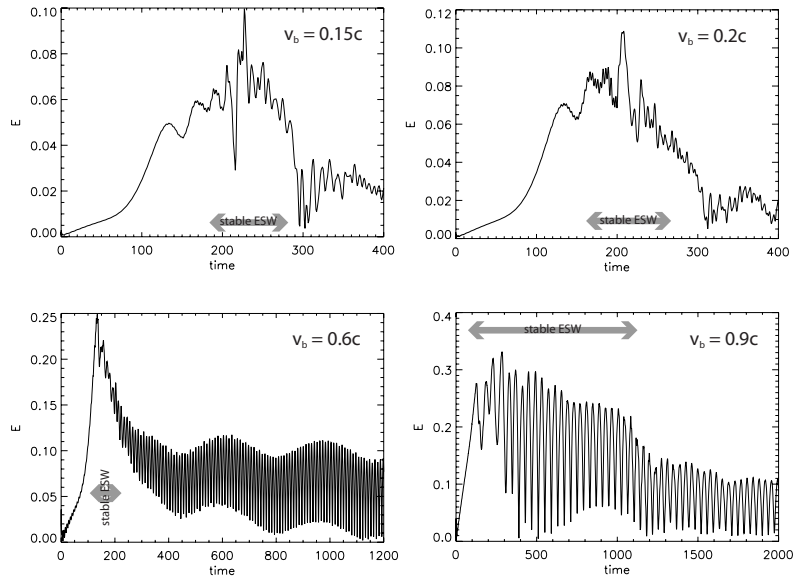 0.10
0.08
0.06
0.04
0.02
0.00
E
v_b = 0.15c
stable ESW
0 100 200 300 400
time
0.12
0.10
0.08
0.06
0.04
0.02
0.00
E
v_b = 0.2c
stable ESW
0 100 200 300 400
time
0.25
0.20
0.15
0.10
0.05
0.00
E
v_b = 0.6c
stable ESW
0 200 400 600 800 1000 1200
time
0.4
0.3
0.2
0.1
0.0
E
stable ESW
v_b = 0.9c
0 500 1000 1500 2000
time